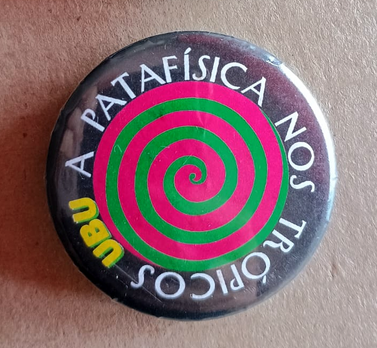 UBU A PATAFÍSICA NOS TRÓPICOS